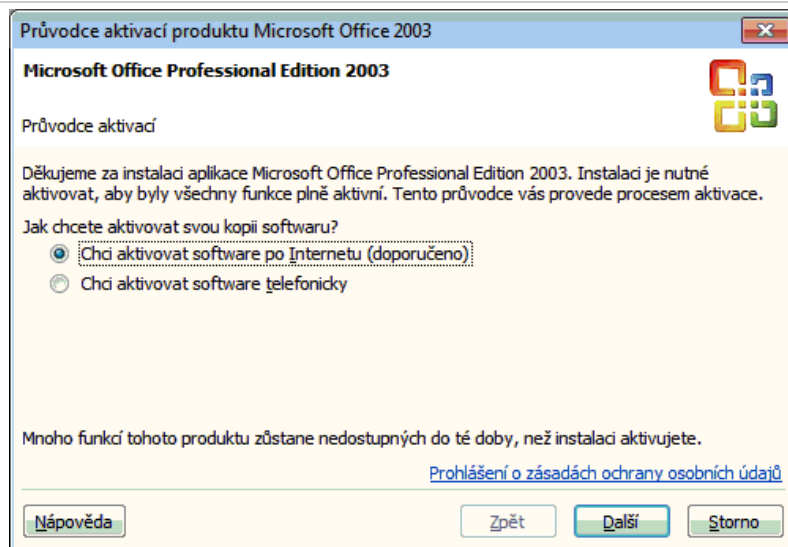 Průvodce aktivací produktu Microsoft Office 2003
Microsoft Office Professional Edition 2003
Průvodce aktivací
Děkujeme za instalaci aplikace Microsoft Office Professional Edition 2003. Instalaci je nutné
aktivovat, aby byly všechny funkce plně aktivní. Tento průvodce vás provede procesem aktivace.
Jak chcete aktivovat svou kopii softwaru?
Chci aktivovat software po Internetu (doporučeno)
Chci aktivovat software telefonicky
Mnoho funkcí tohoto produktu zůstane nedostupných do té doby, než instalaci aktivujete.
Prohlášení o zásadách ochrany osobních údajů
Nápověda Zpět Další Storno